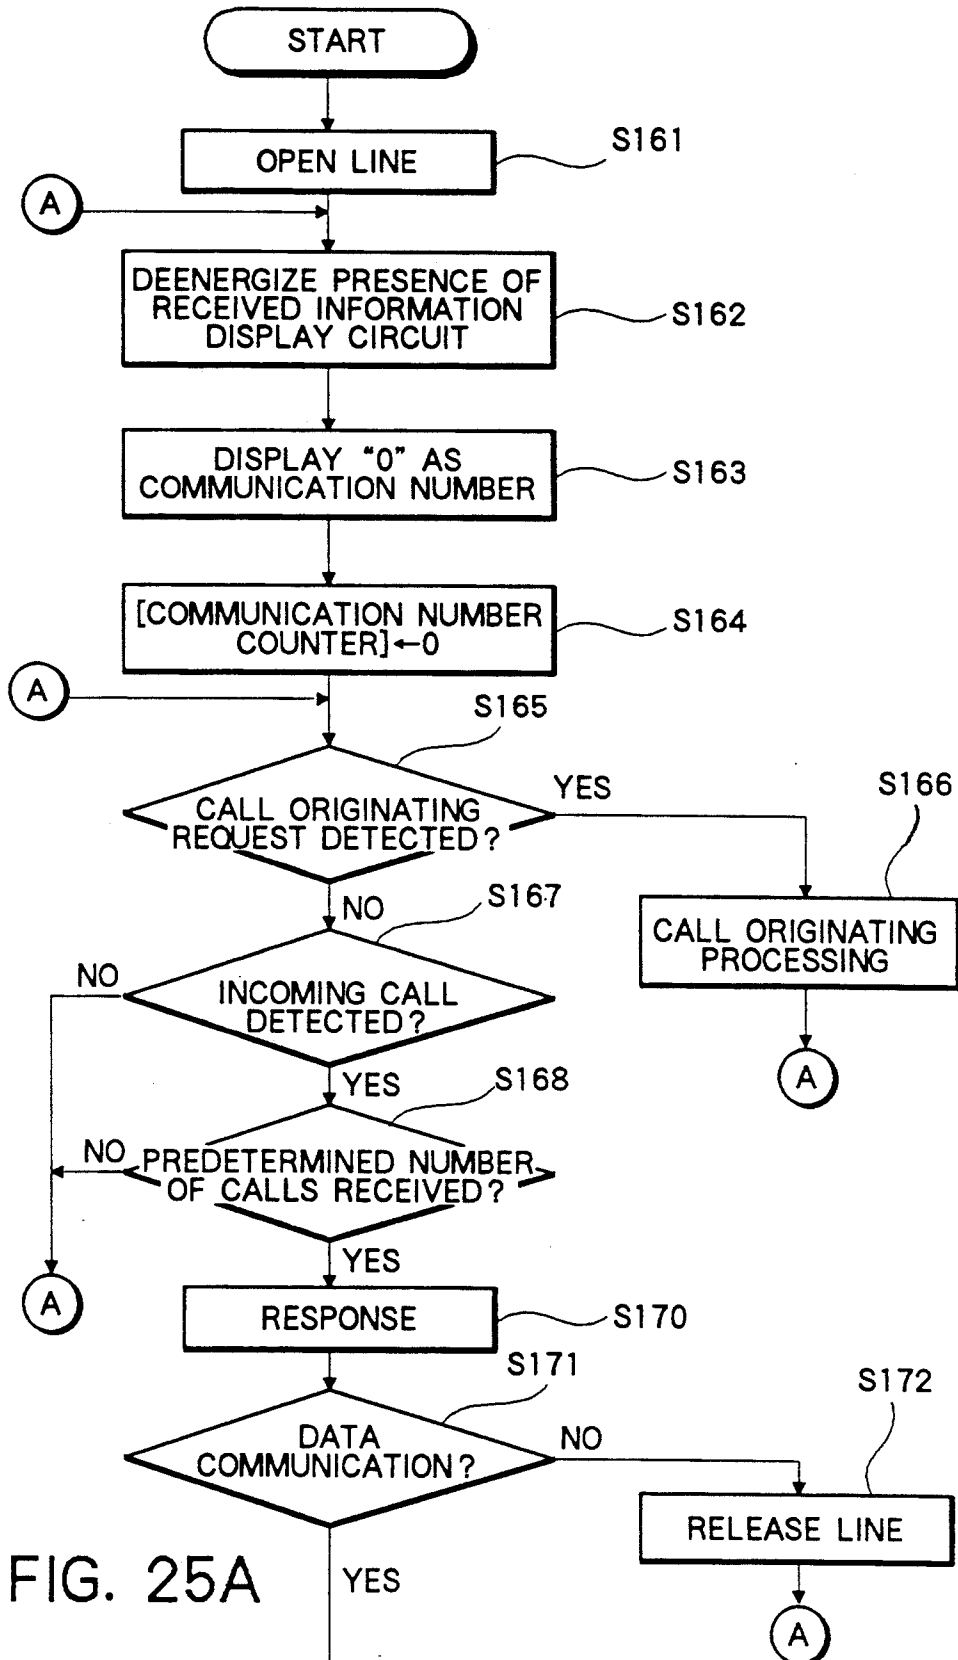 START
OPEN LINE
S161
A
DEENERGIZE PRESENCE OF
RECEIVED INFORMATION
DISPLAY CIRCUIT
S162
DISPLAY "0" AS
COMMUNICATION NUMBER
S163
[COMMUNICATION NUMBER
COUNTER]←0
S164
A
S165
CALL ORIGINATING
REQUEST DETECTED?
YES
S166
CALL ORIGINATING
PROCESSING
A
NO
S167
INCOMING CALL
DETECTED?
NO
YES
S168
PREDETERMINED NUMBER
OF CALLS RECEIVED?
NO
A
YES
RESPONSE
S170
S171
DATA
COMMUNICATION?
NO
S172
RELEASE LINE
A
YES
FIG. 25A